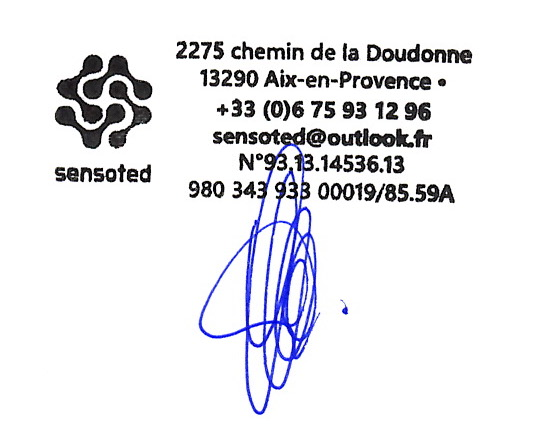 2275 chemin de la Doudonne
13290 Aix-en-Provence •
+33 (0)6 75 93 12 96
sensoted@outlook.fr
N°93.13.14536.13
980 343 933 00019/85.59A
sensoted